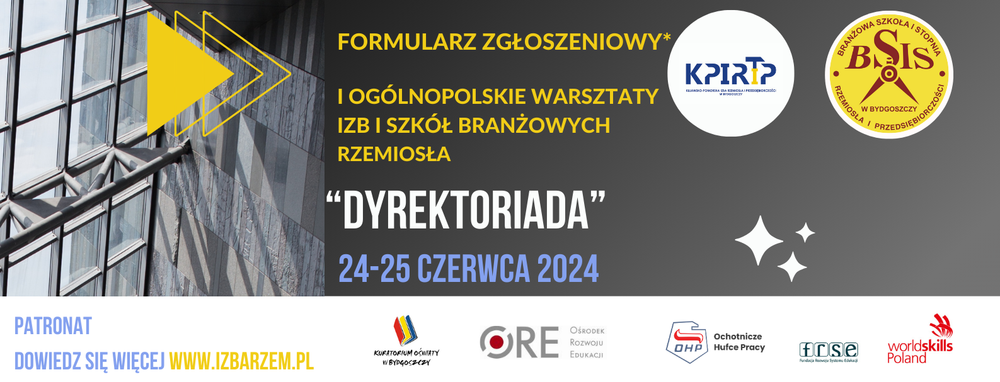 FORMULARZ ZGŁOSZENIOWY*
I OGÓLNOPOLSKIE WARSZTATY
IZB I SZKÓŁ BRANŻOWYCH
RZEMIOSŁA
“DYREKTORIADA”
24-25 CZERWCA 2024
KPIRTP
KUJAWSKO-POMORSKA IZBA RZEMIOSŁA I PRZEDSIĘBIORCZOŚCI
W BYDGOSZCZY
BRANŻOWA SZKOŁA I STOPNIA
BSIS
W BYDGOSZCZY
RZEMIOSŁA I PRZEDSIĘBIORCZOŚCI
PATRONAT
DOWIEDZ SIĘ WIĘCEJ WWW.IZBARZEM.PL
KURATORIUM OŚWIATY
W BYDGOSZCZY
ORE
Ośrodek
Rozwoju
Edukacji
OHP
Ochotnicze
Hufce Pracy
frse
Fundacja Rozwoju Systemu Edukacji
worldskills
Poland